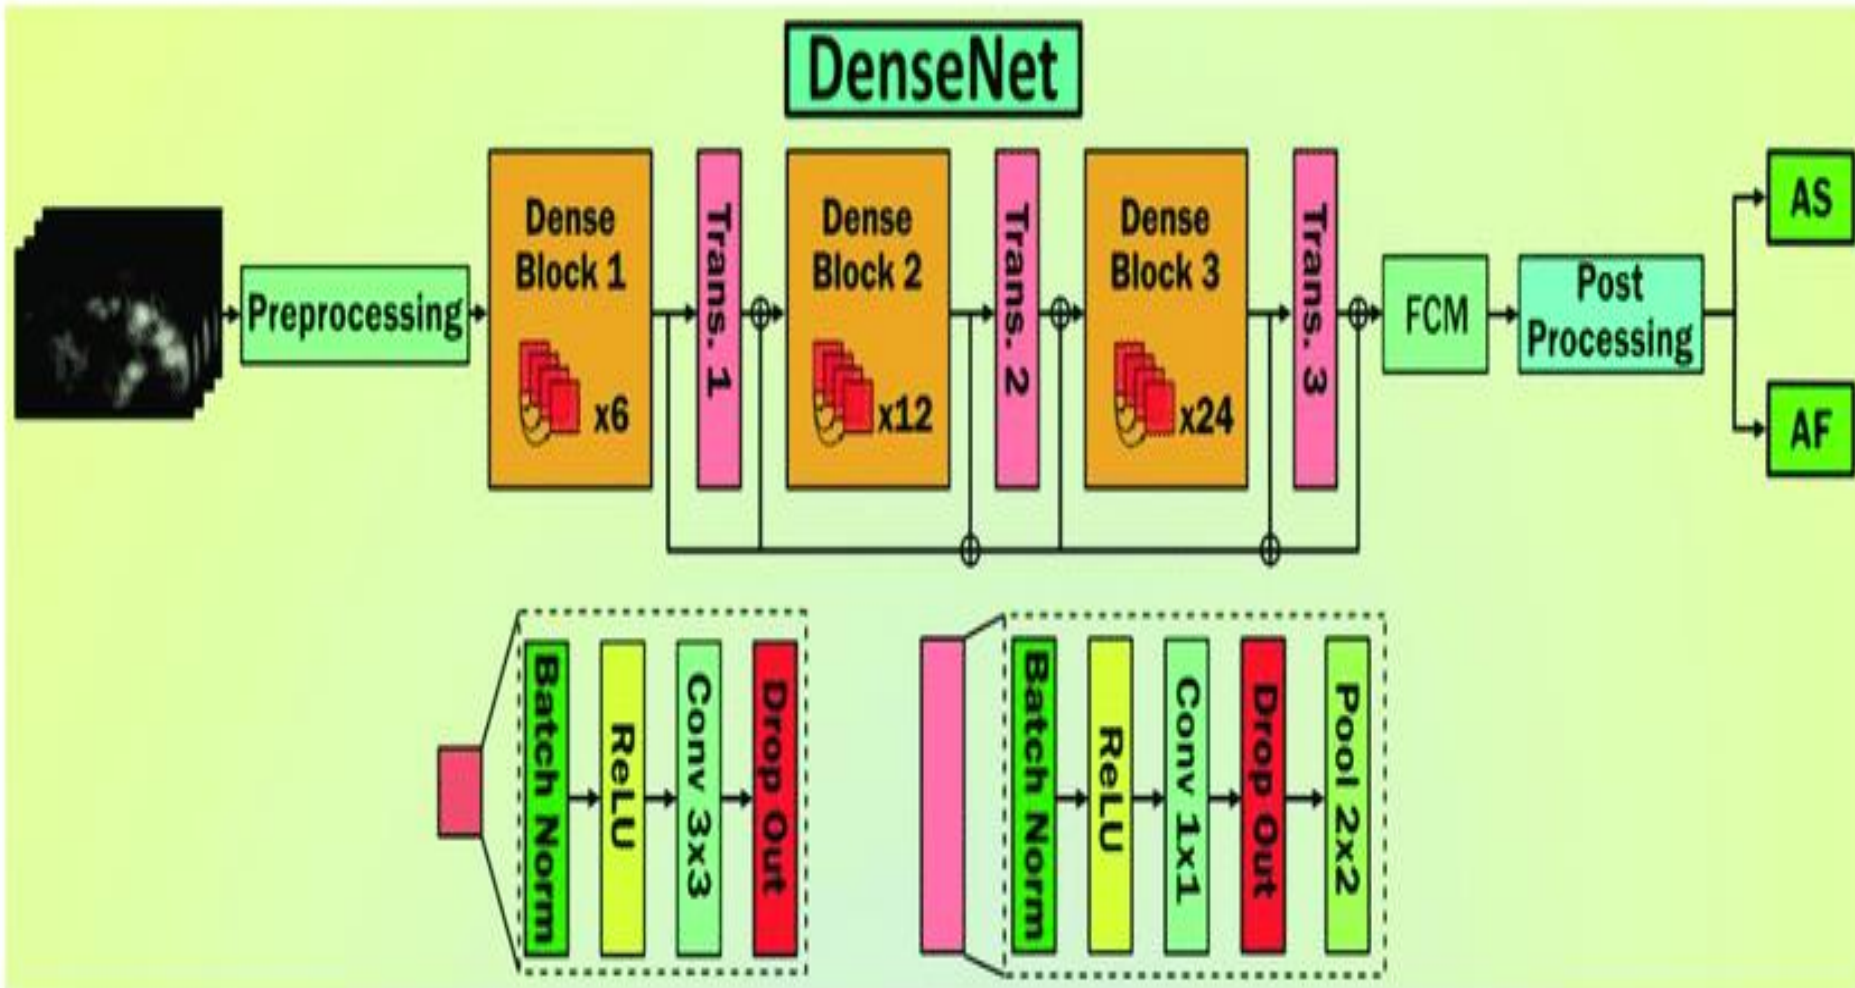 DenseNet
Preprocessing
Dense
Block 1
x6
Trans. 1
Dense
Block 2
x12
Trans. 2
Dense
Block 3
x24
Trans. 3
FCM
Post
Processing
AS
AF
Batch Norm
ReLU
Conv 3x3
Drop Out
Batch Norm
ReLU
Conv 1x1
Drop Out
Pool 2x2